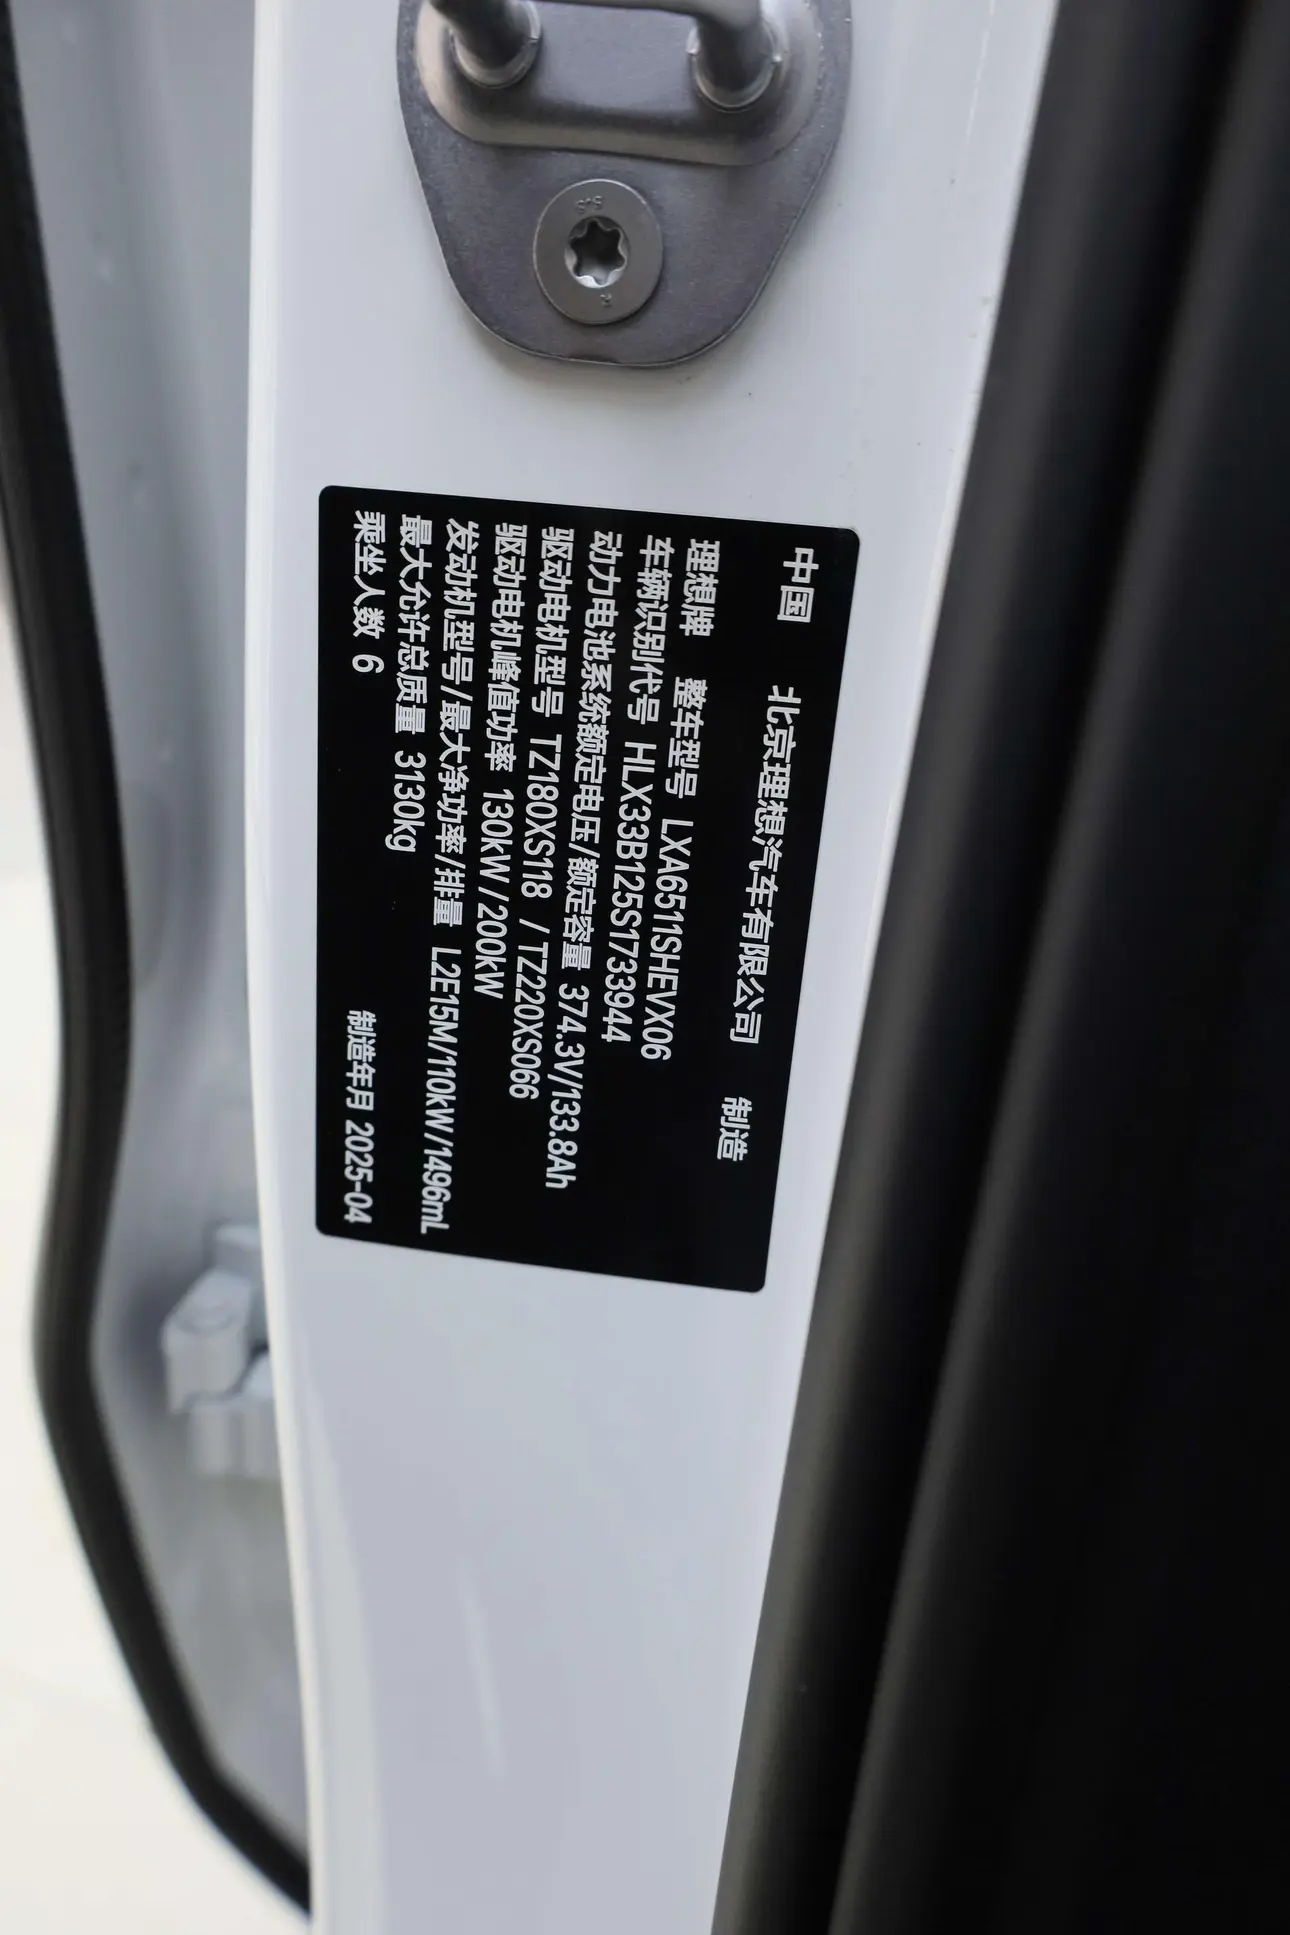 中国 北京理想汽车有限公司 制造
理想牌 整车型号 LXA6511SHEVX06
车辆识别代号 HLX33B125S1733944
动力电池系统额定电压/额定容量 374.3V/133.8Ah
驱动电机型号 TZ180XS118 / TZ220XS066
驱动电机峰值功率 130kW/200kW
发动机型号/最大净功率/排量 L2E15M/110kW/1496mL
最大允许总质量 3130kg
乘坐人数 6 制造年月 2025-04